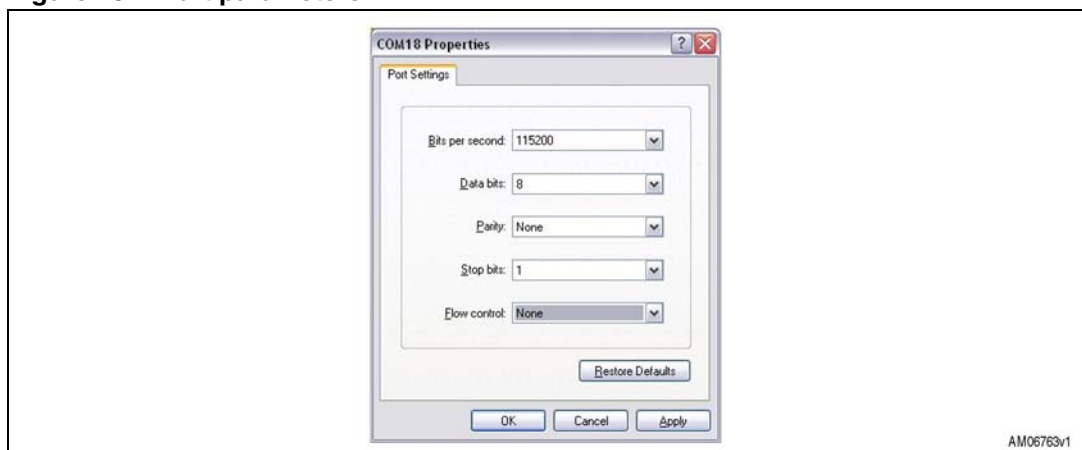 COM18 Properties
Port Settings
Bits per second: 115200
Data bits: 8
Parity: None
Stop bits: 1
Flow control: None
Restore Defaults
OK Cancel Apply
AM06763v1